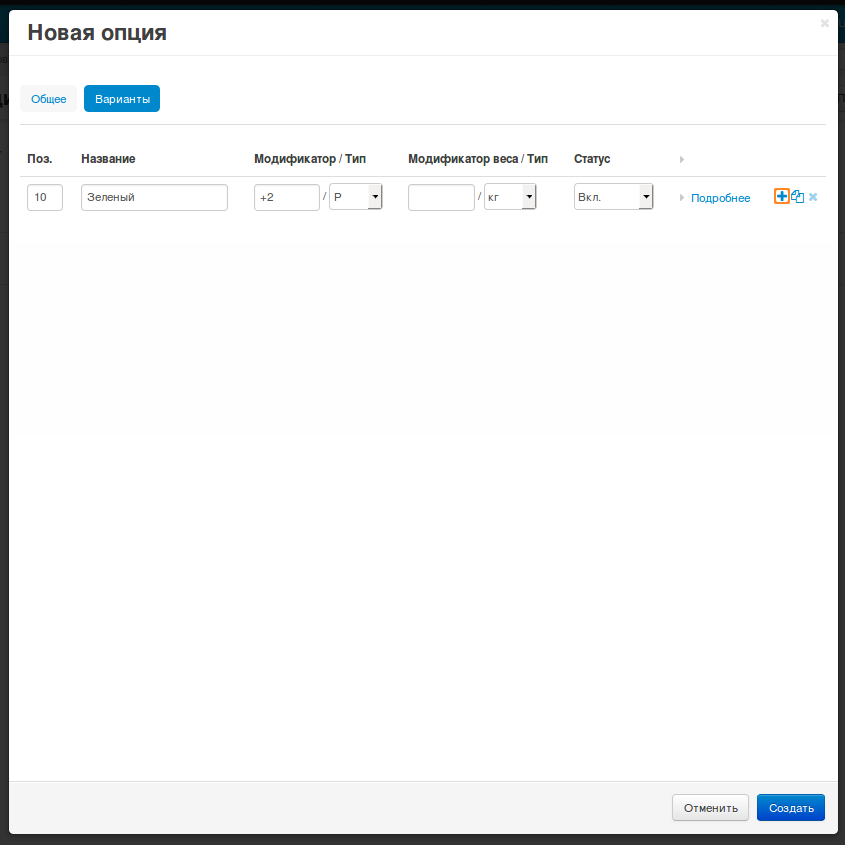 Новая опция
Общее Варианты
Поз. Название Модификатор / Тип Модификатор веса / Тип Статус
10 Зеленый +2 / Р / кг Вкл. Подробнее
Отменить Создать